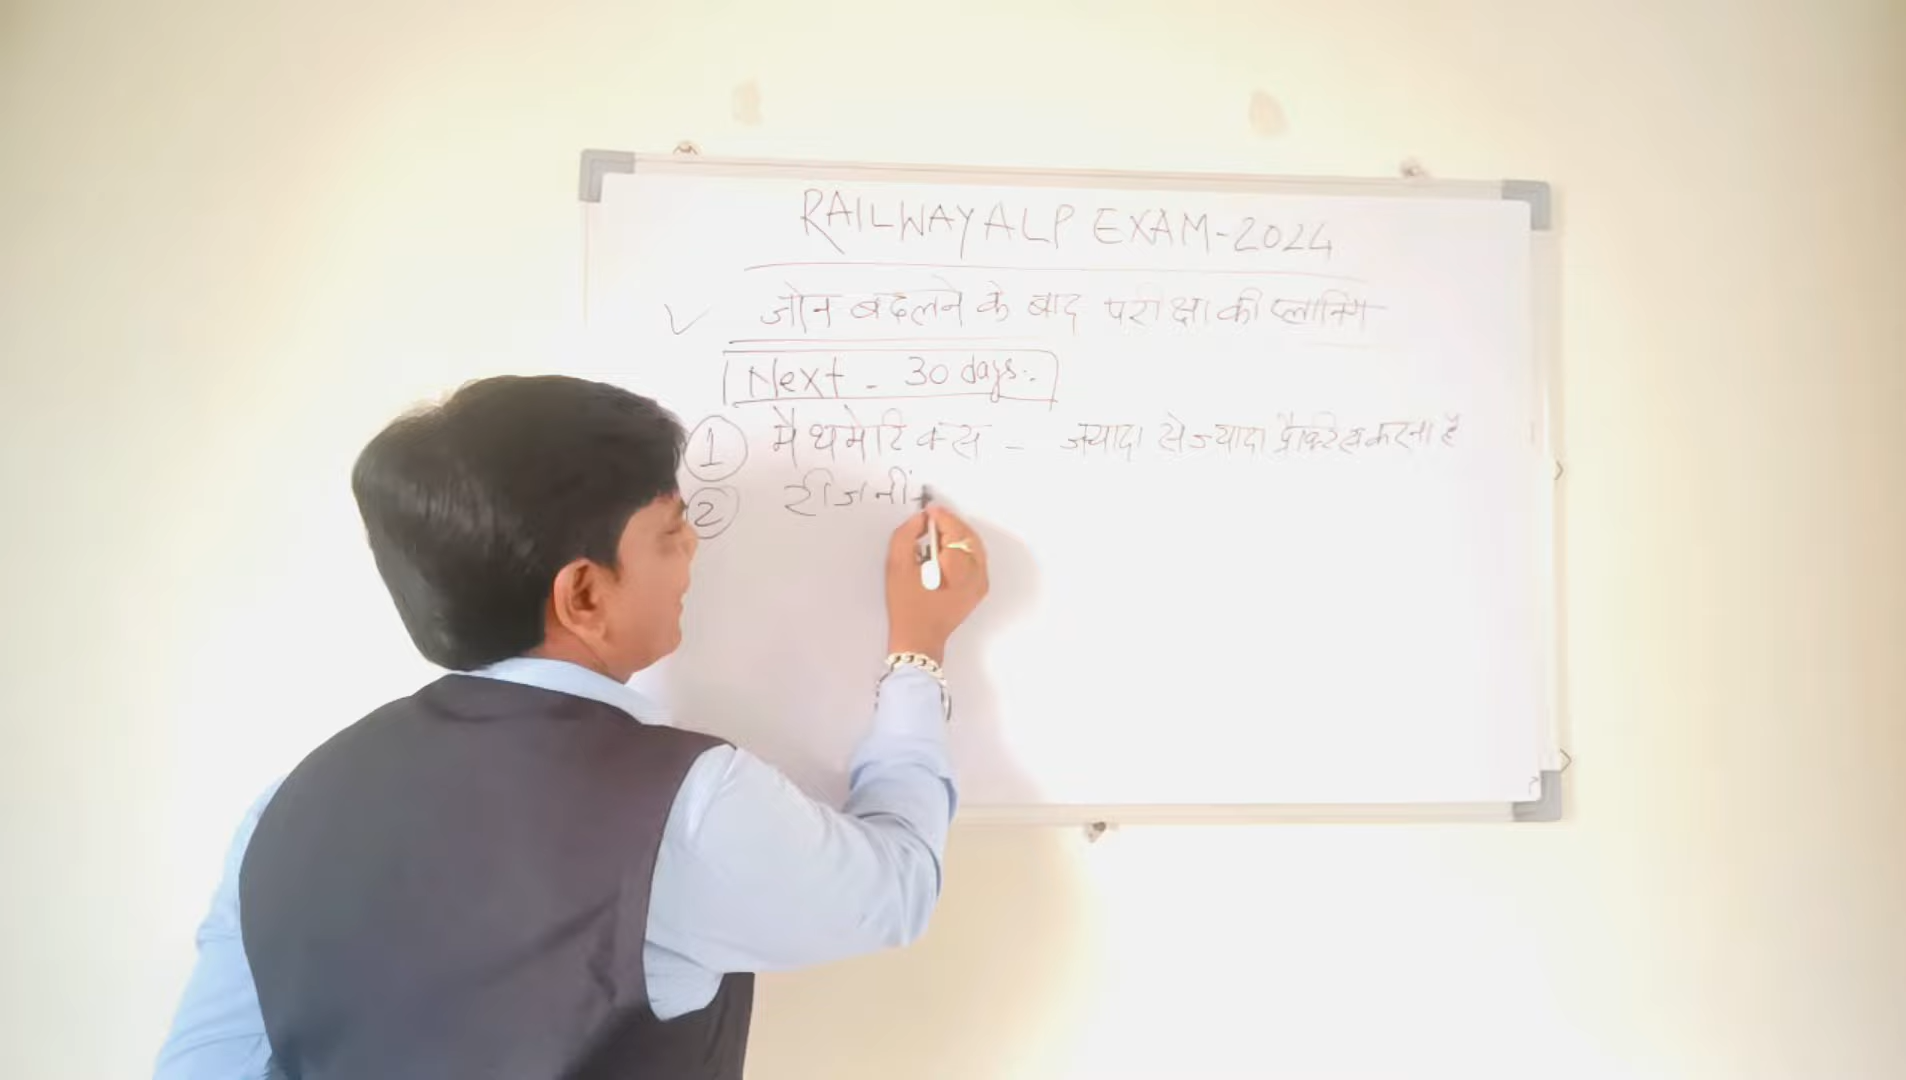 RAILWAY ALP EXAM-2024
जोन बदलने के बाद परीक्षा की प्लानिंग
Next - 30 days:.
1 मैथमेटिक्स - ज्यादा से ज्यादा प्रैक्टिस करना है
2 रीजनीं